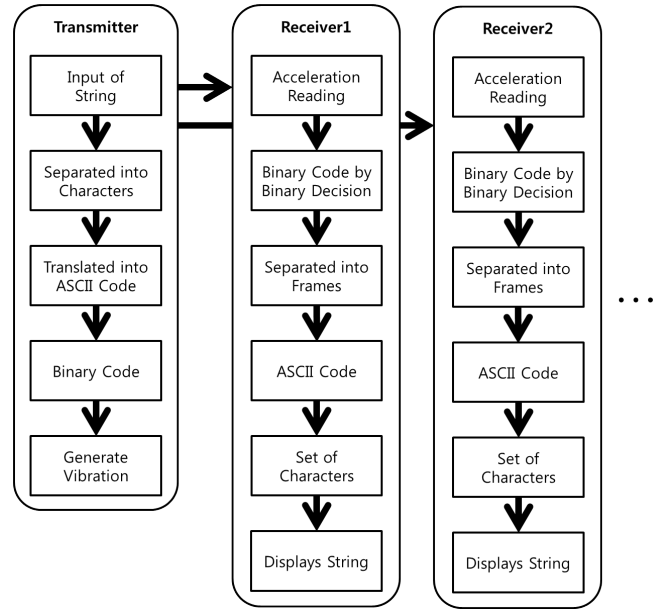 Transmitter
Input of
String
Separated into
Characters
Translated into
ASCII Code
Binary Code
Generate
Vibration
Receiver1
Acceleration
Reading
Binary Code by
Binary Decision
Separated into
Frames
ASCII Code
Set of
Characters
Displays String
Receiver2
Acceleration
Reading
Binary Code by
Binary Decision
Separated into
Frames
ASCII Code
Set of
Characters
Displays String
...